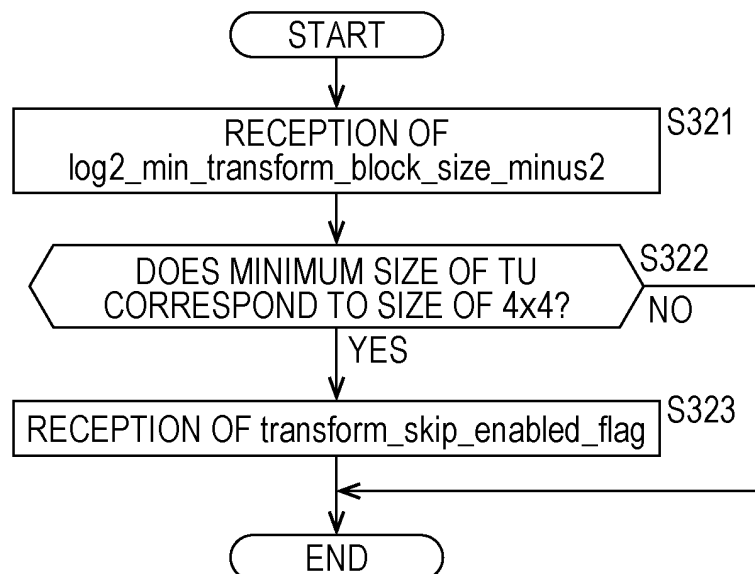 START
RECEPTION OF
log2_min_transform_block_size_minus2
S321
DOES MINIMUM SIZE OF TU
CORRESPOND TO SIZE OF 4x4?
S322
NO
YES
RECEPTION OF transform_skip_enabled_flag
S323
END